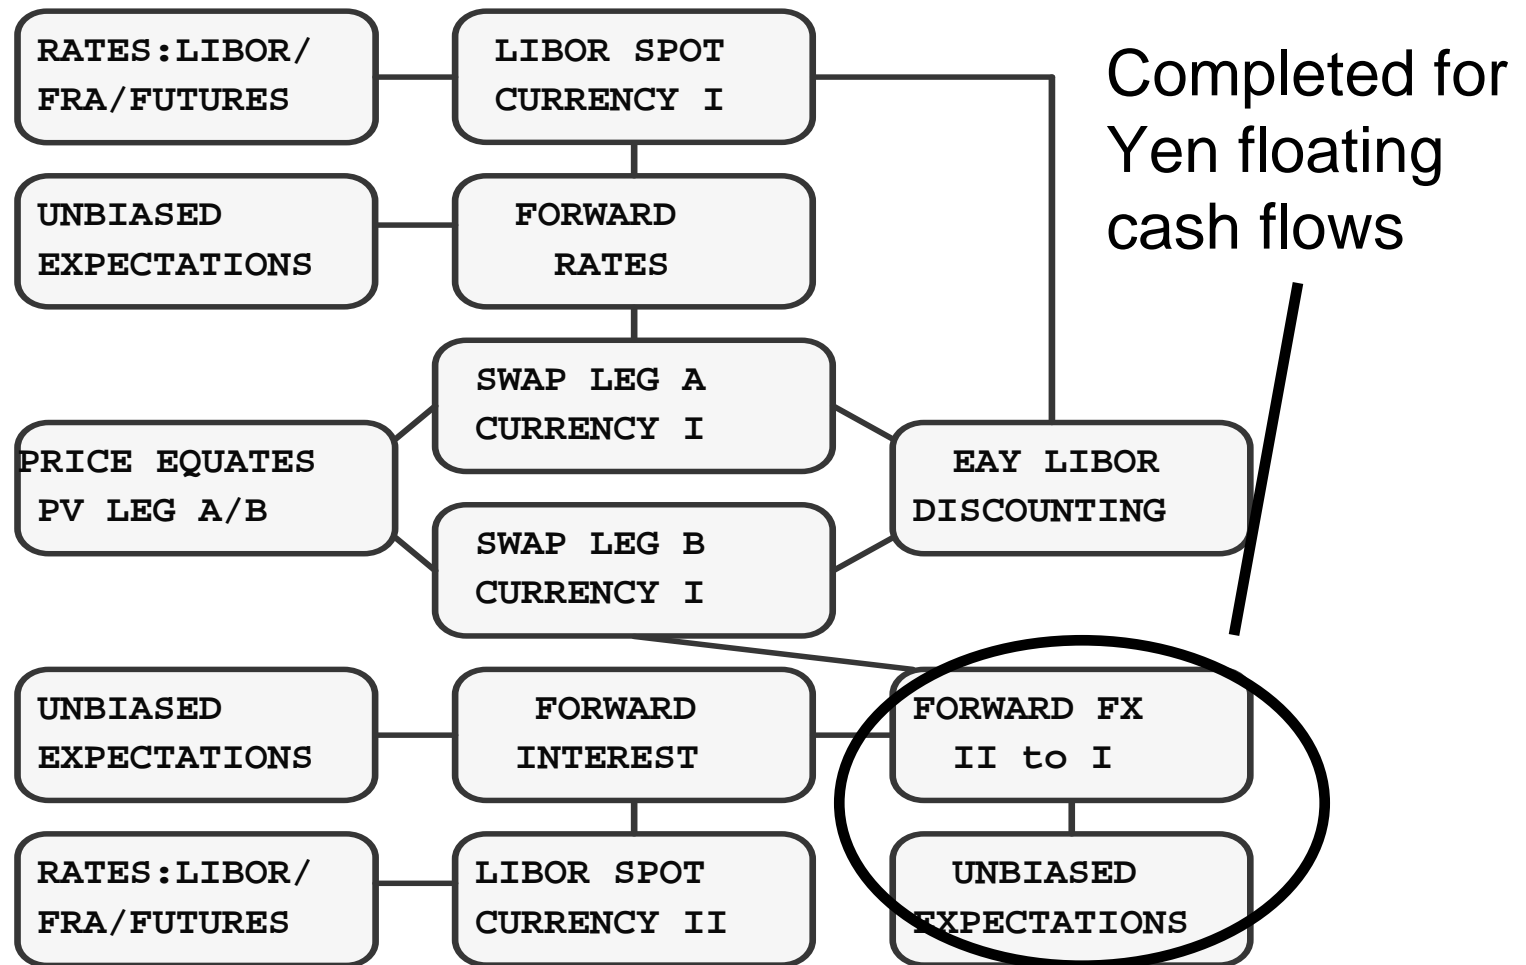 RATES:LIBOR/
FRA/FUTURES
LIBOR SPOT
CURRENCY I
Completed for
Yen floating
cash flows
UNBIASED
EXPECTATIONS
FORWARD
RATES
SWAP LEG A
CURRENCY I
PRICE EQUATES
PV LEG A/B
EAY LIBOR
DISCOUNTING
SWAP LEG B
CURRENCY I
UNBIASED
EXPECTATIONS
FORWARD
INTEREST
FORWARD FX
II to I
RATES:LIBOR/
FRA/FUTURES
LIBOR SPOT
CURRENCY II
UNBIASED
EXPECTATIONS